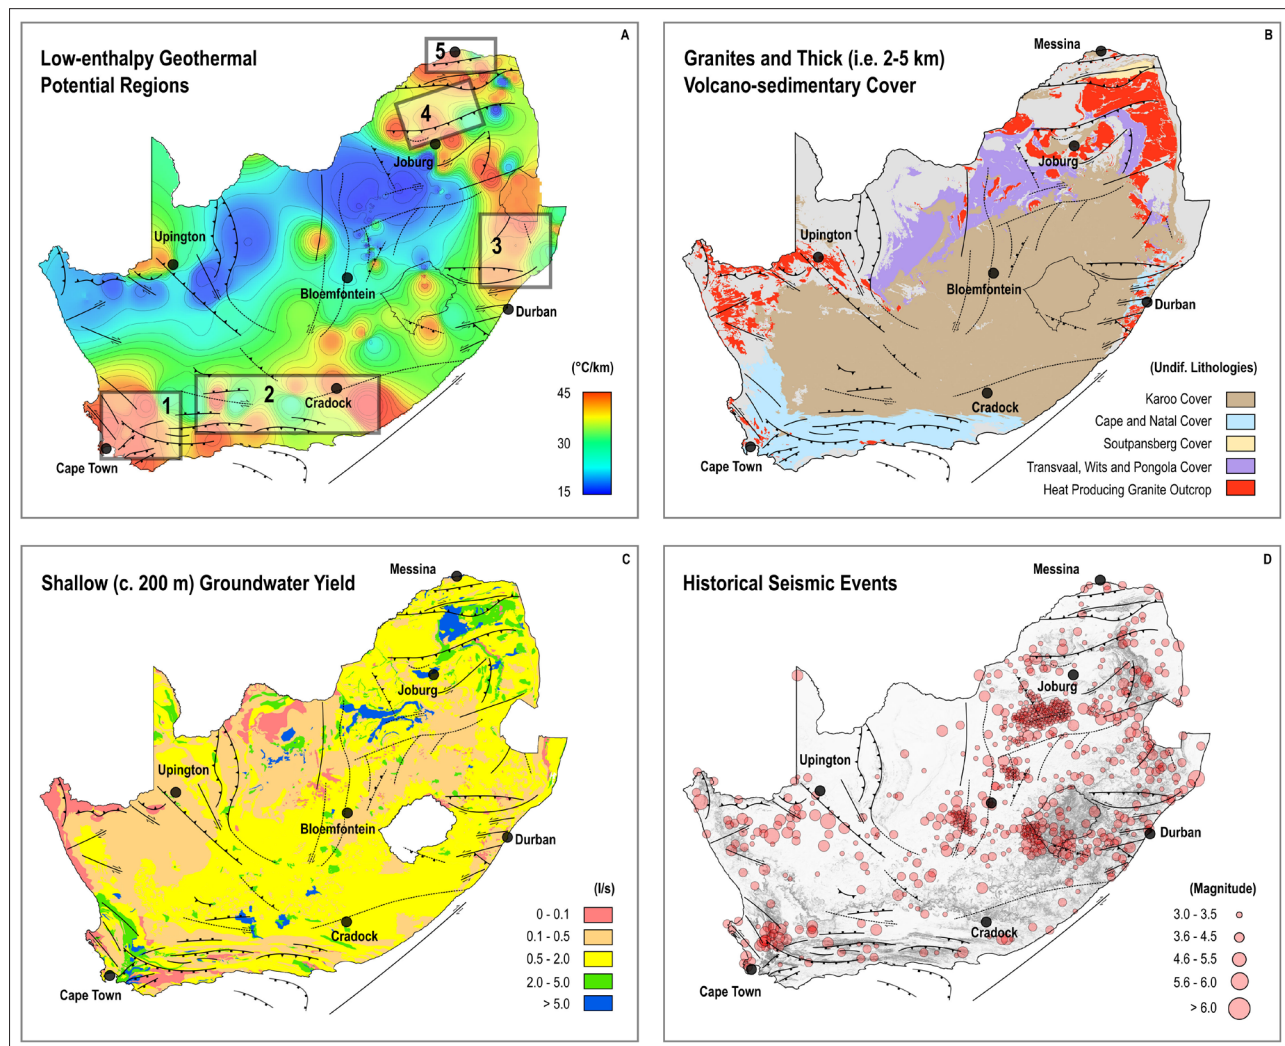 A
Low-enthalpy Geothermal
Potential Regions
5
4
Joburg
3
Upington
Bloemfontein
Durban
2
1
Cradock
Cape Town
(°C/km)
45
30
15
B
Granites and Thick (i.e. 2-5 km)
Volcano-sedimentary Cover
Messina
Joburg
Upington
Bloemfontein
Durban
Cradock
Cape Town
(Undif. Lithologies)
Karoo Cover
Cape and Natal Cover
Soutpansberg Cover
Transvaal, Wits and Pongola Cover
Heat Producing Granite Outcrop
C
Shallow (c. 200 m) Groundwater Yield
Messina
Joburg
Upington
Bloemfontein
Durban
Cradock
Cape Town
(l/s)
0 - 0.1
0.1 - 0.5
0.5 - 2.0
2.0 - 5.0
> 5.0
D
Historical Seismic Events
Messina
Joburg
Upington
Bloemfontein
Durban
Cradock
Cape Town
(Magnitude)
3.0 - 3.5
3.6 - 4.5
4.6 - 5.5
5.6 - 6.0
> 6.0